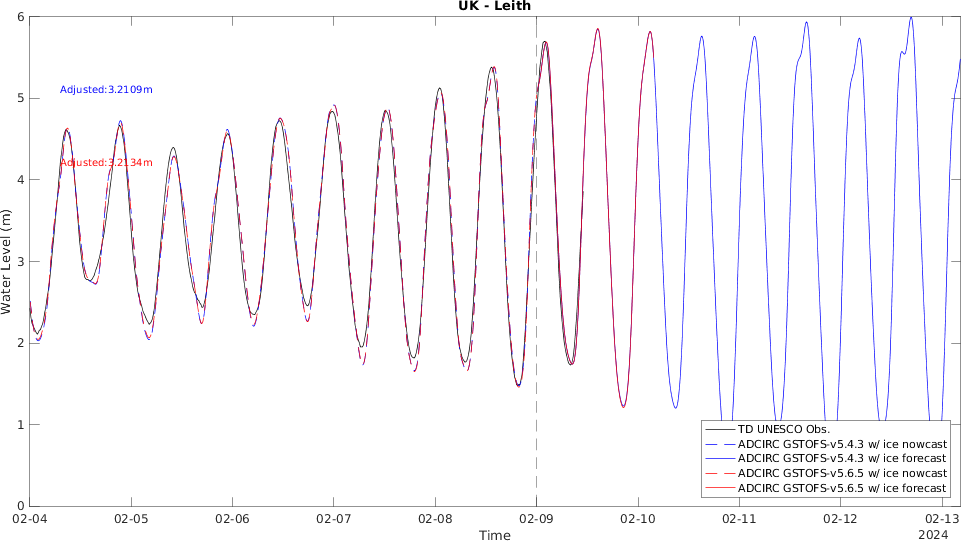 UK - Leith
6
5
4
3
2
1
0
Water Level (m)
Adjusted:3.2109m
Adjusted:3.2134m
TD UNESCO Obs.
ADCIRC GSTOFS-v5.4.3 w/ ice nowcast
ADCIRC GSTOFS-v5.4.3 w/ ice forecast
ADCIRC GSTOFS-v5.6.5 w/ ice nowcast
ADCIRC GSTOFS-v5.6.5 w/ ice forecast
02-04 02-05 02-06 02-07 02-08 02-09 02-10 02-11 02-12 02-13
Time
2024